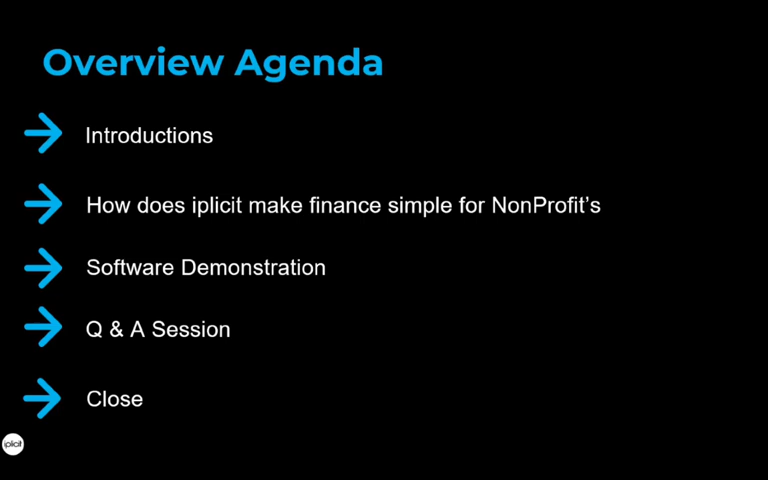 Overview Agenda
Introductions
How does iplicit make finance simple for NonProfit's
Software Demonstration
Q & A Session
Close
iplicit